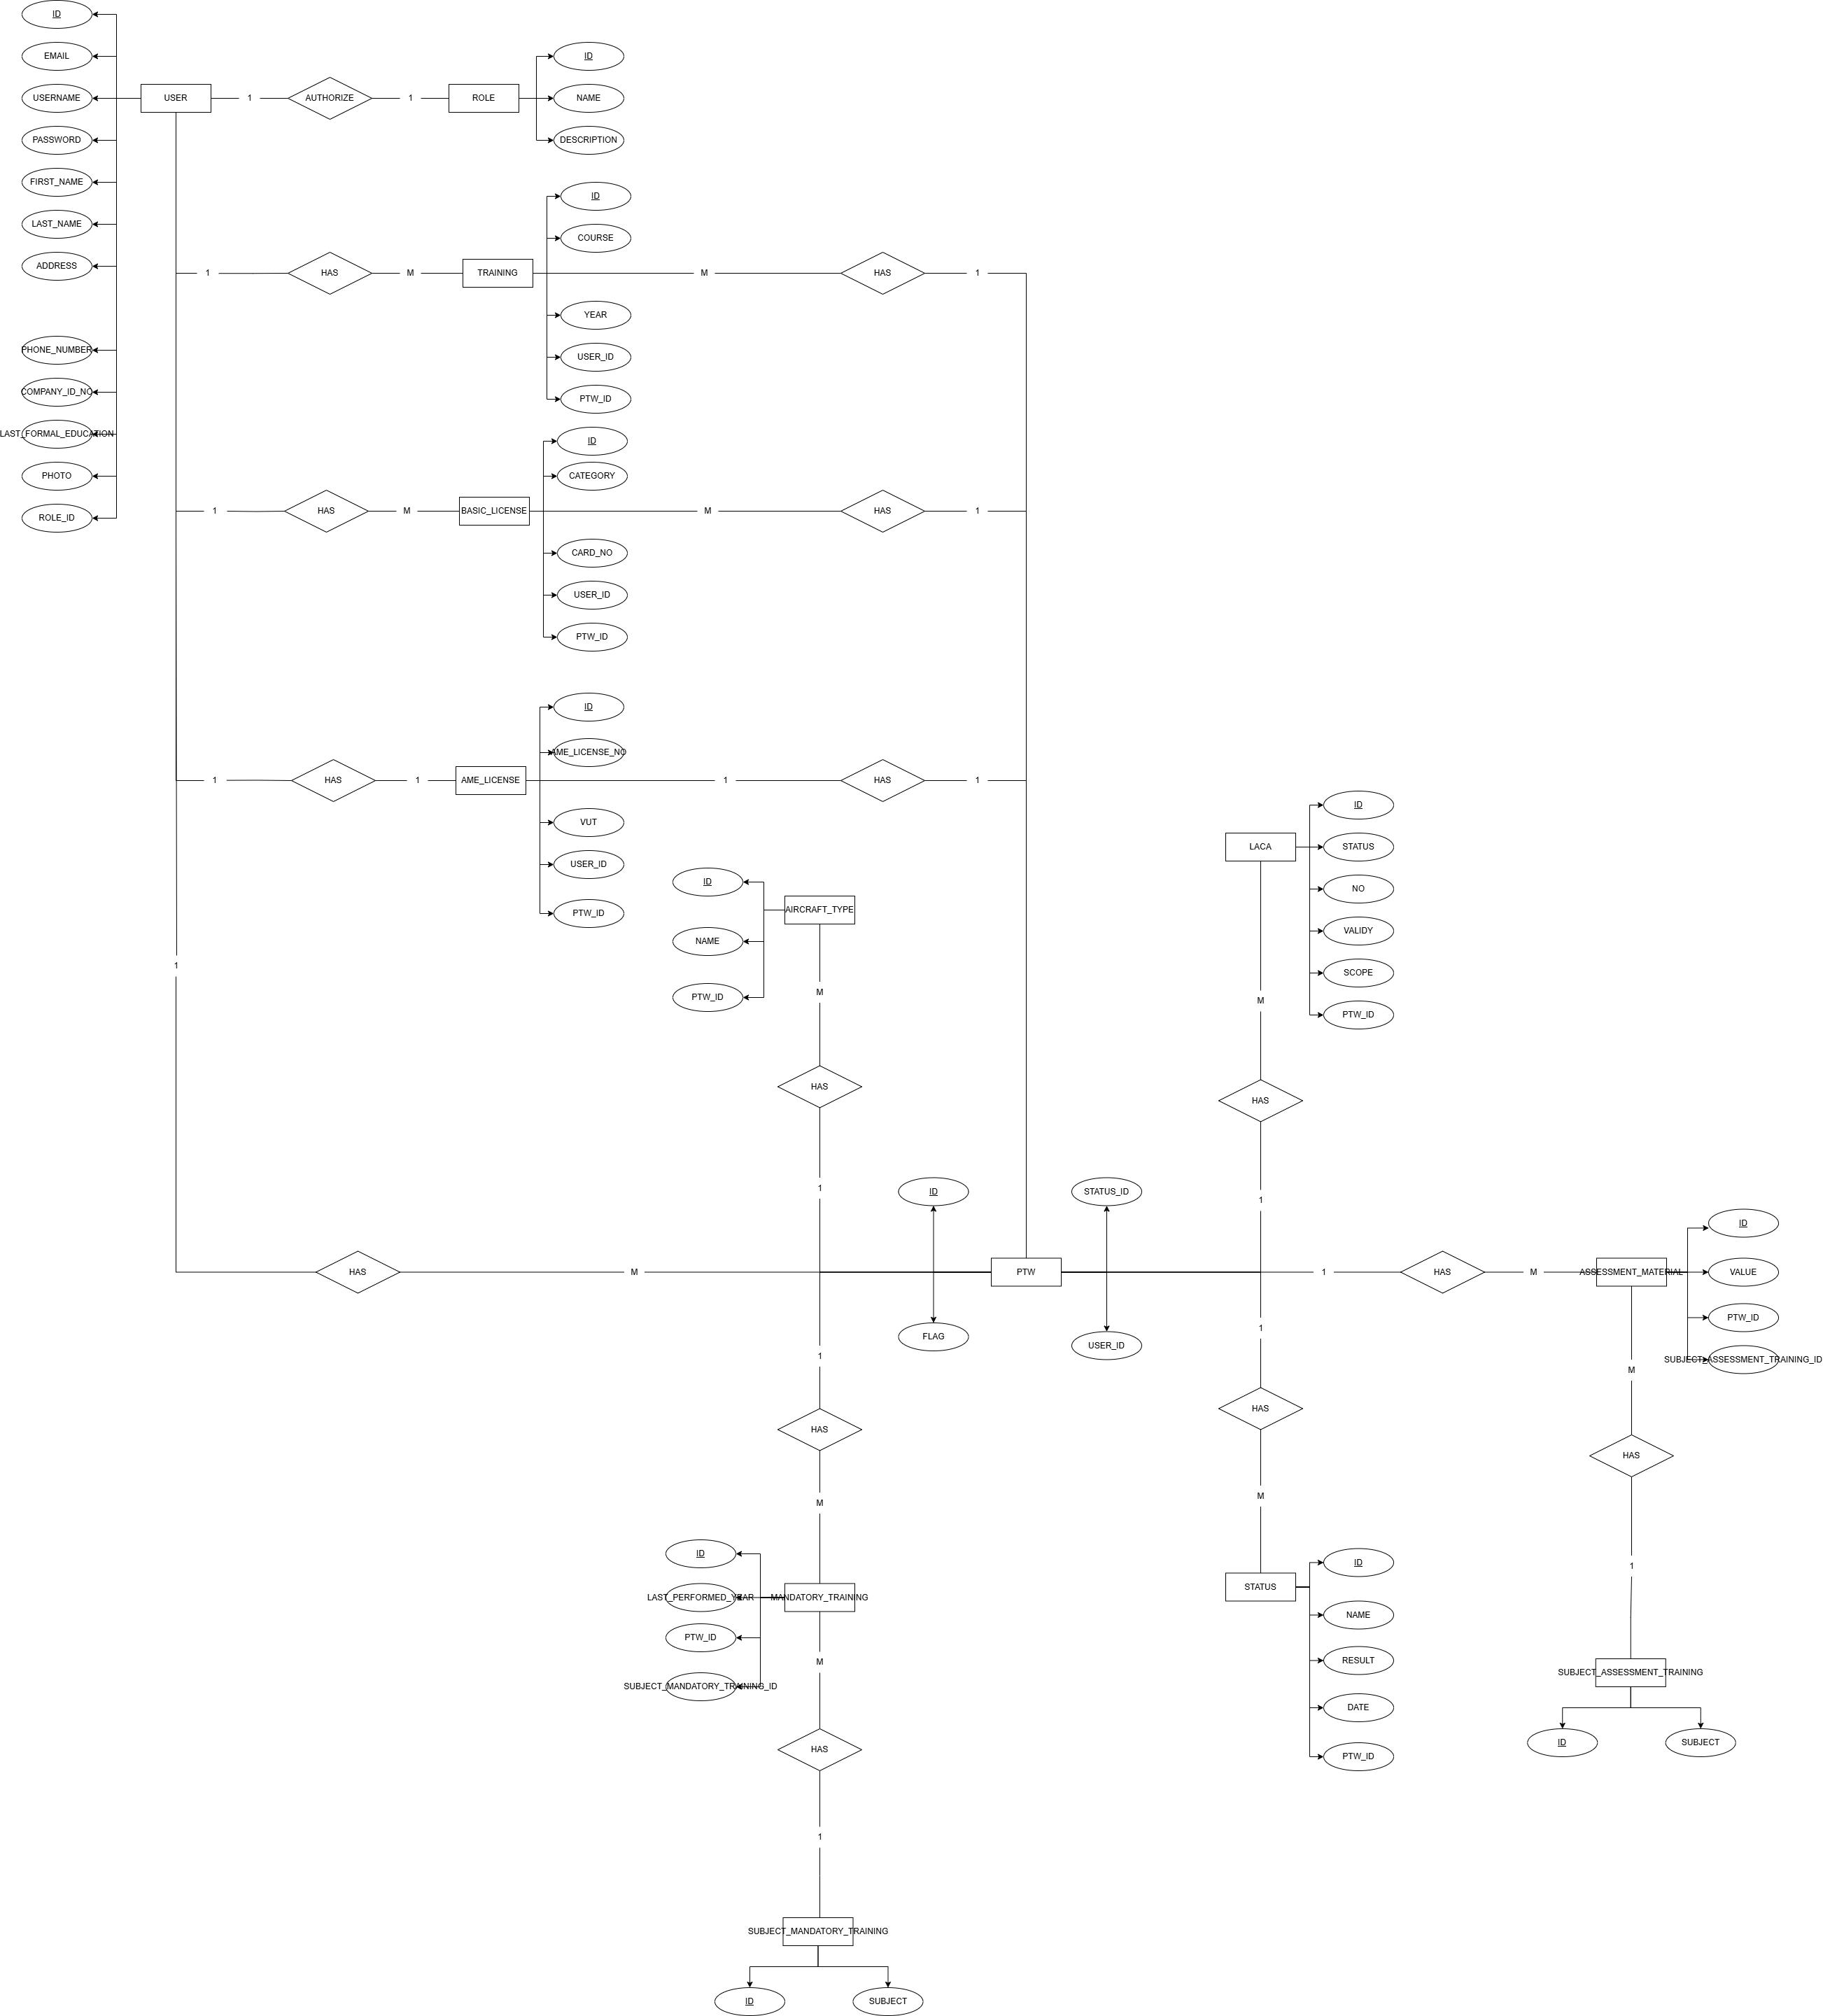 ID
EMAIL
USERNAME
PASSWORD
FIRST_NAME
LAST_NAME
ADDRESS
PHONE_NUMBER
COMPANY_ID_NO
LAST_FORMAL_EDUCATION
PHOTO
ROLE_ID
USER
1
AUTHORIZE
1
ROLE
ID
NAME
DESCRIPTION
1
HAS
M
TRAINING
ID
COURSE
YEAR
USER_ID
PTW_ID
M
HAS
1
1
HAS
M
BASIC_LICENSE
ID
CATEGORY
CARD_NO
USER_ID
PTW_ID
M
HAS
1
1
HAS
1
AME_LICENSE
ID
AME_LICENSE_NO
VUT
USER_ID
PTW_ID
1
HAS
1
1
HAS
M
ID
NAME
PTW_ID
AIRCRAFT_TYPE
M
HAS
1
ID
FLAG
PTW
STATUS_ID
USER_ID
LACA
ID
STATUS
NO
VALIDY
SCOPE
PTW_ID
M
HAS
1
1
HAS
M
ASSESSMENT_MATERIAL
ID
VALUE
PTW_ID
SUBJECT_ASSESSMENT_TRAINING_ID
M
HAS
1
SUBJECT_ASSESSMENT_TRAINING
ID
SUBJECT
1
HAS
M
STATUS
ID
NAME
RESULT
DATE
PTW_ID
1
HAS
M
ID
LAST_PERFORMED_YEAR
PTW_ID
SUBJECT_MANDATORY_TRAINING_ID
MANDATORY_TRAINING
M
HAS
1
SUBJECT_MANDATORY_TRAINING
ID
SUBJECT